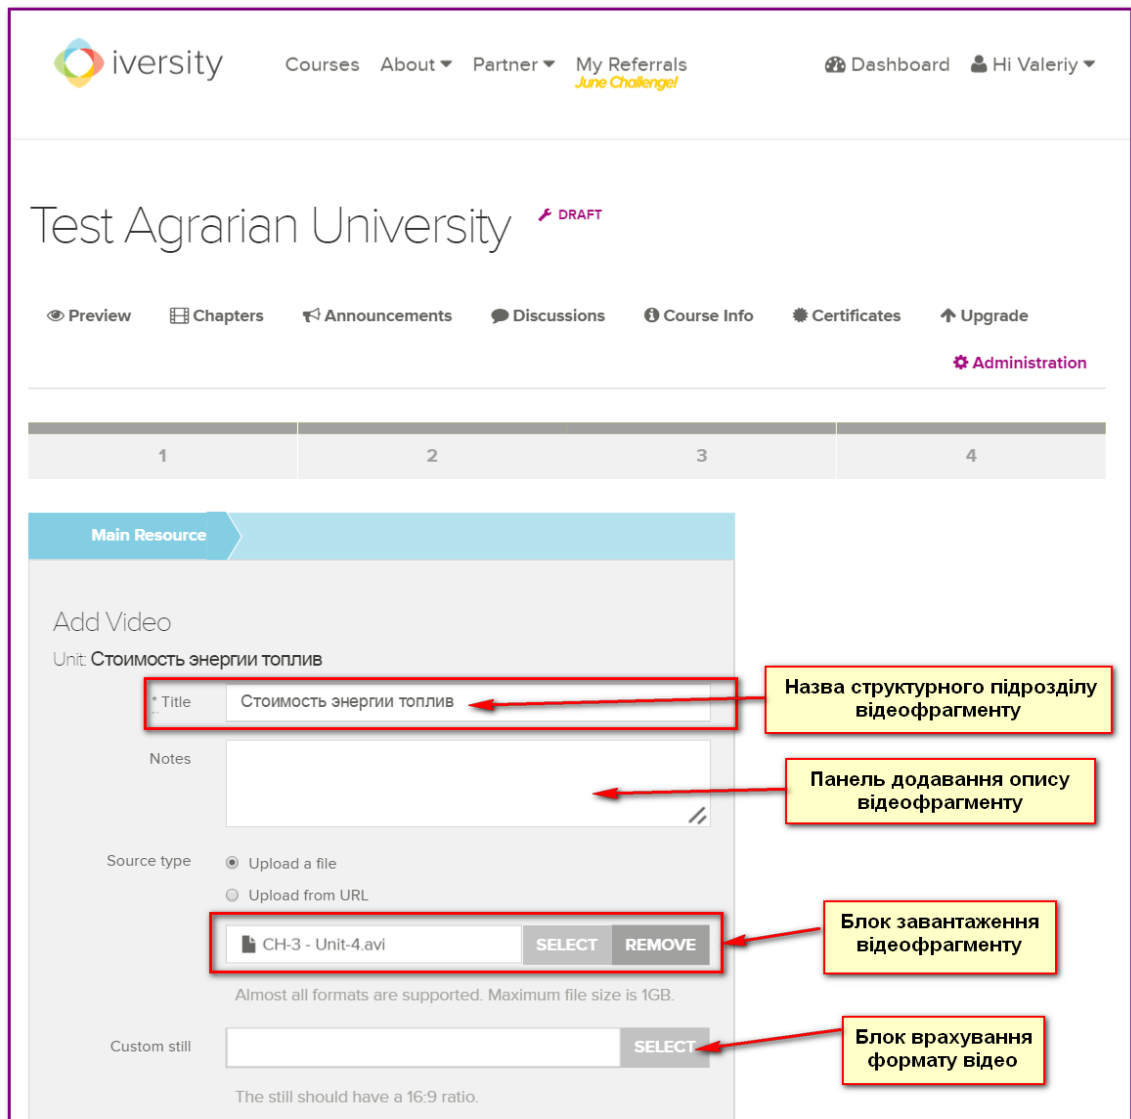 iversity
Courses About Partner My Referrals Dashboard Hi Valeriy
June Challenge!
Test Agrarian University DRAFT
Preview Chapters Announcements Discussions Course Info Certificates Upgrade
Administration
1 2 3 4
Main Resource
Add Video
Unit: Стоимость энергии топлив
* Title Стоимость энергии топлив
Назва структурного підрозділу
відеофрагменту
Notes
Панель додавання опису
відеофрагменту
Source type Upload a file
Upload from URL
CH-3 - Unit-4.avi SELECT REMOVE
Блок завантаження
відеофрагменту
Almost all formats are supported. Maximum file size is 1GB.
Custom still SELECT
Блок врахування
формату відео
The still should have a 16:9 ratio.